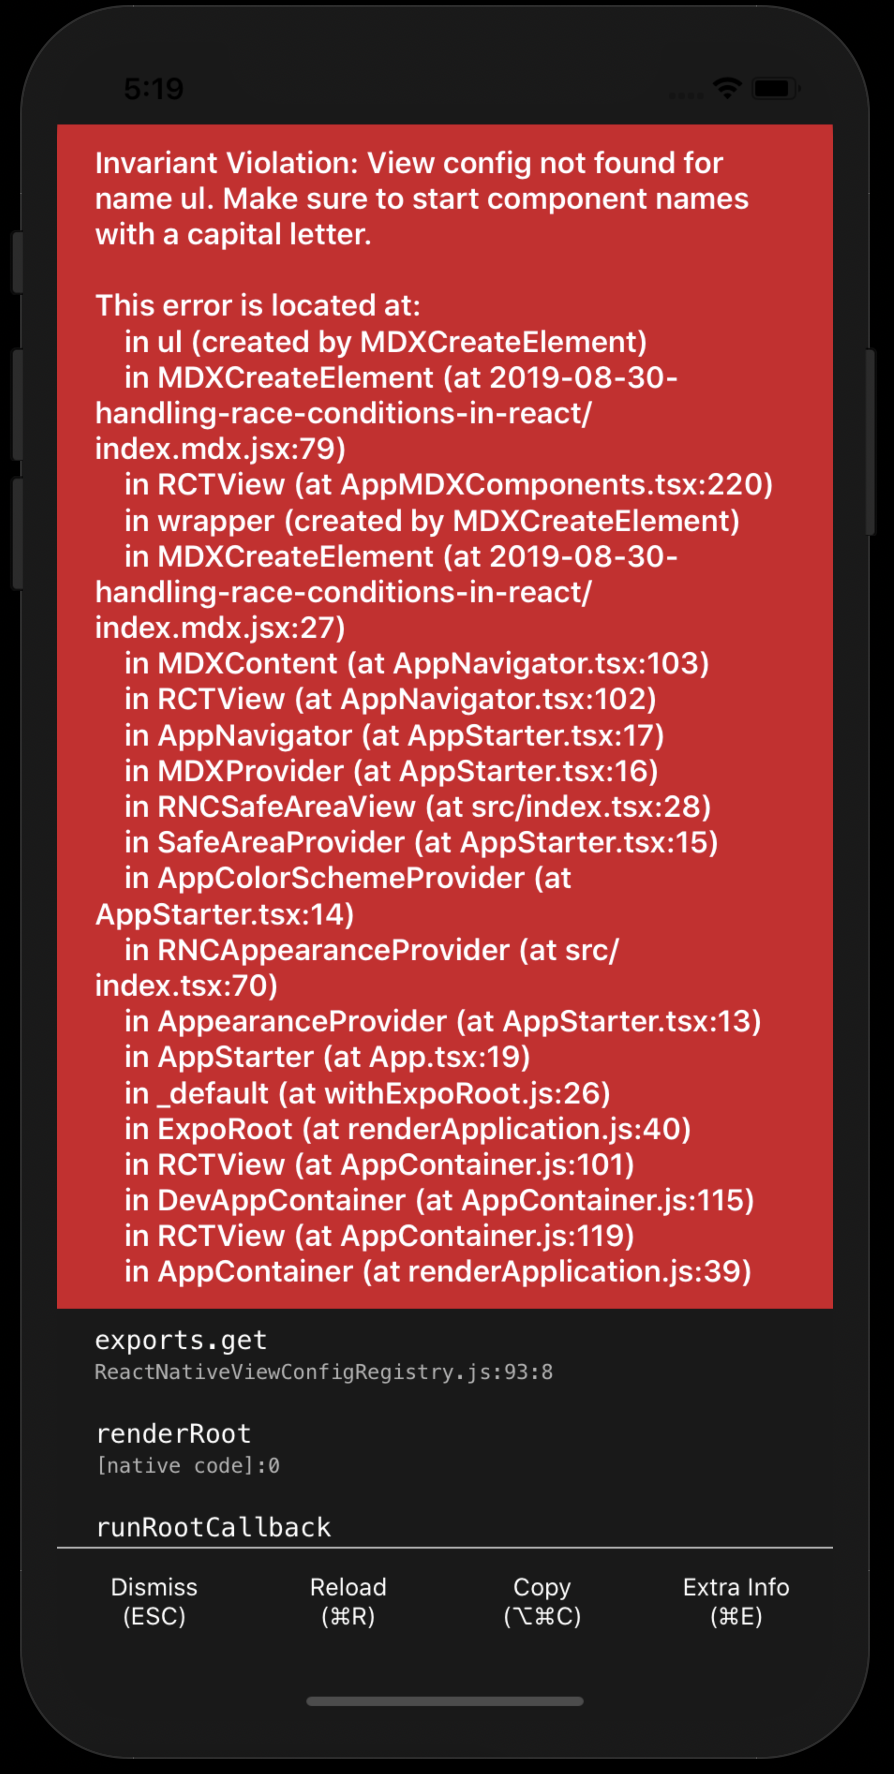 5:19
Invariant Violation: View config not found for
name ul. Make sure to start component names
with a capital letter.
This error is located at:
in ul (created by MDXCreateElement)
in MDXCreateElement (at 2019-08-30-
handling-race-conditions-in-react/
index.mdx.jsx:79)
in RCTView (at AppMDXComponents.tsx:220)
in wrapper (created by MDXCreateElement)
in MDXCreateElement (at 2019-08-30-
handling-race-conditions-in-react/
index.mdx.jsx:27)
in MDXContent (at AppNavigator.tsx:103)
in RCTView (at AppNavigator.tsx:102)
in AppNavigator (at AppStarter.tsx:17)
in MDXProvider (at AppStarter.tsx:16)
in RNCSafeAreaView (at src/index.tsx:28)
in SafeAreaProvider (at AppStarter.tsx:15)
in AppColorSchemeProvider (at
AppStarter.tsx:14)
in RNCAppearanceProvider (at src/
index.tsx:70)
in AppearanceProvider (at AppStarter.tsx:13)
in AppStarter (at App.tsx:19)
in _default (at withExpoRoot.js:26)
in ExpoRoot (at renderApplication.js:40)
in RCTView (at AppContainer.js:101)
in DevAppContainer (at AppContainer.js:115)
in RCTView (at AppContainer.js:119)
in AppContainer (at renderApplication.js:39)
exports.get
ReactNativeViewConfigRegistry.js:93:8
renderRoot
[native code]:0
runRootCallback
Dismiss
(ESC)
Reload
(⌘R)
Copy
(⌥⌘C)
Extra Info
(⌘E)